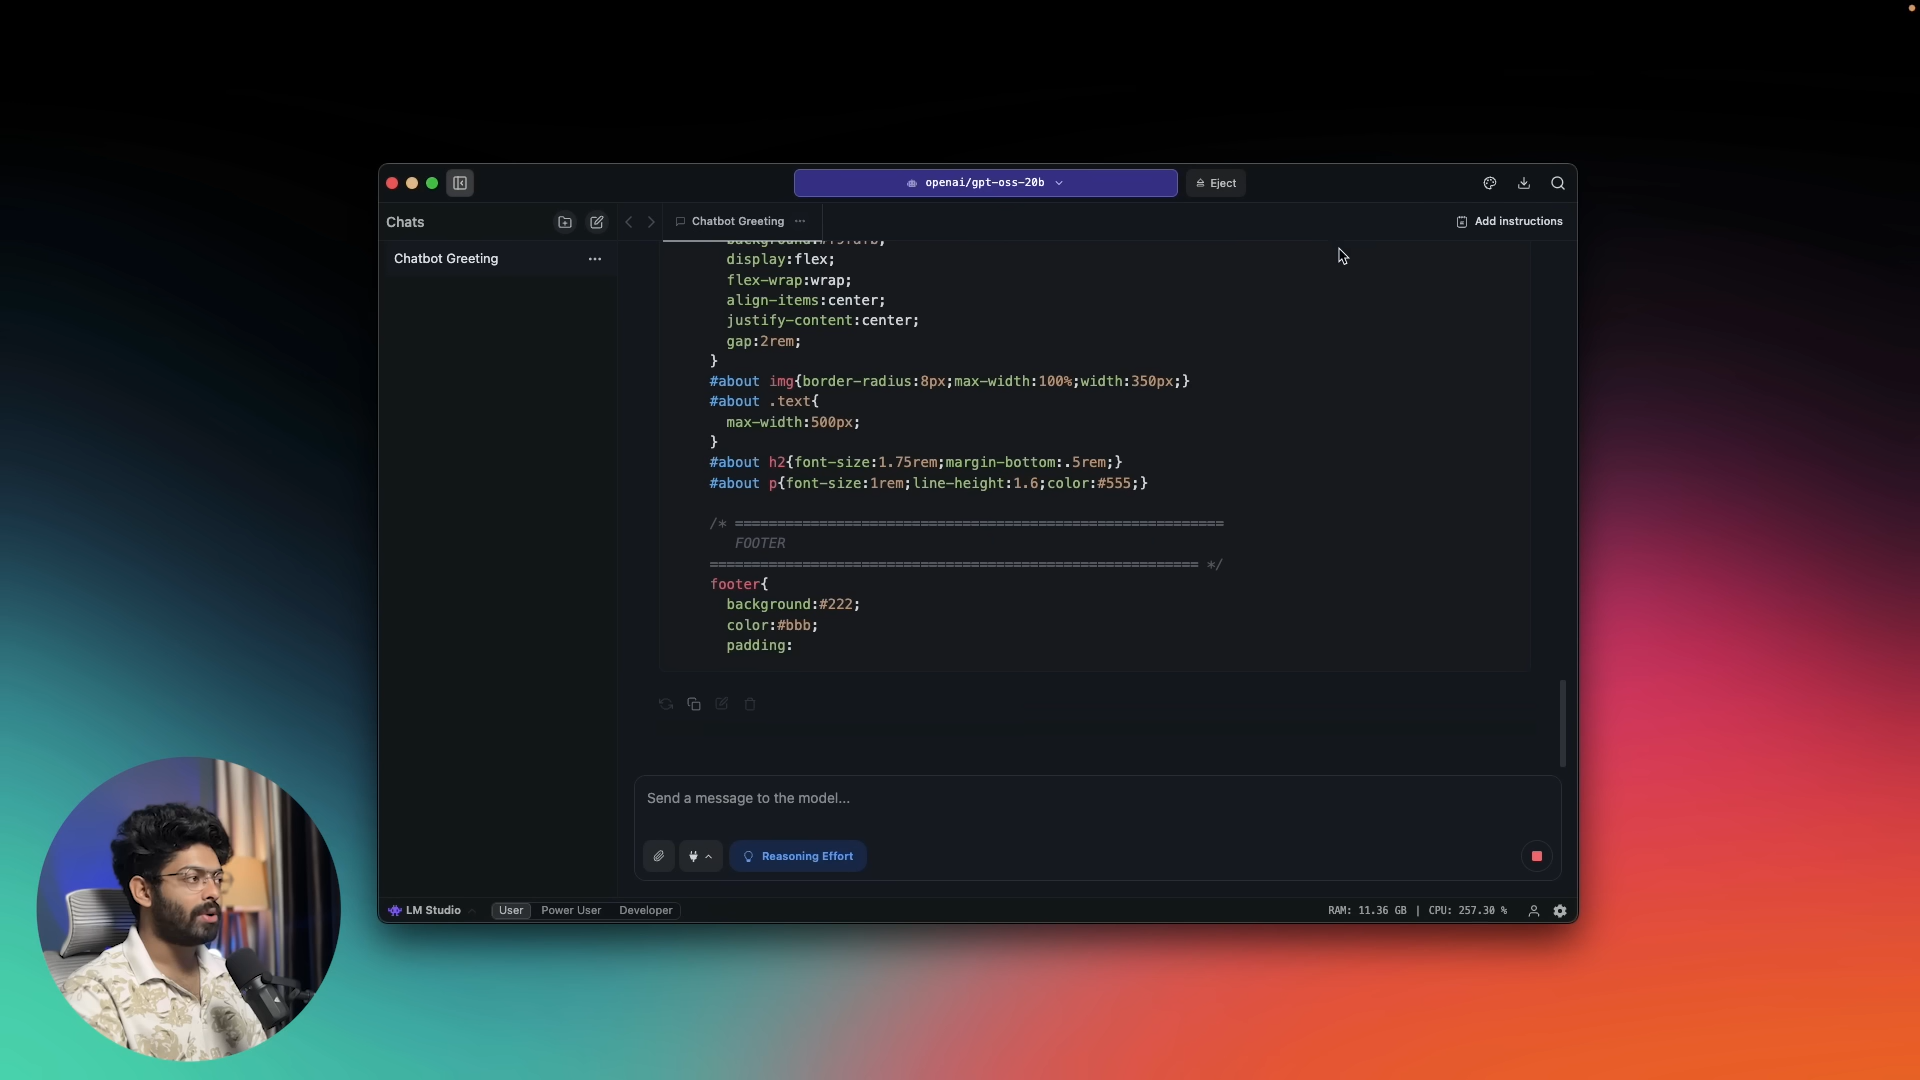 openai/gpt-oss-20b
Eject
Chats
Chatbot Greeting
Add instructions
Chatbot Greeting
display:flex;
flex-wrap:wrap;
align-items:center;
justify-content:center;
gap:2rem;
}
#about img{border-radius:8px;max-width:100%;width:350px;}
#about .text{
max-width:500px;
}
#about h2{font-size:1.75rem;margin-bottom:.5rem;}
#about p{font-size:1rem;line-height:1.6;color:#555;}
/* ==========================================================
FOOTER
========================================================== */
footer{
background:#222;
color:#bbb;
padding:
Send a message to the model...
Reasoning Effort
LM Studio
User
Power User
Developer
RAM: 11.36 GB | CPU: 257.30 %